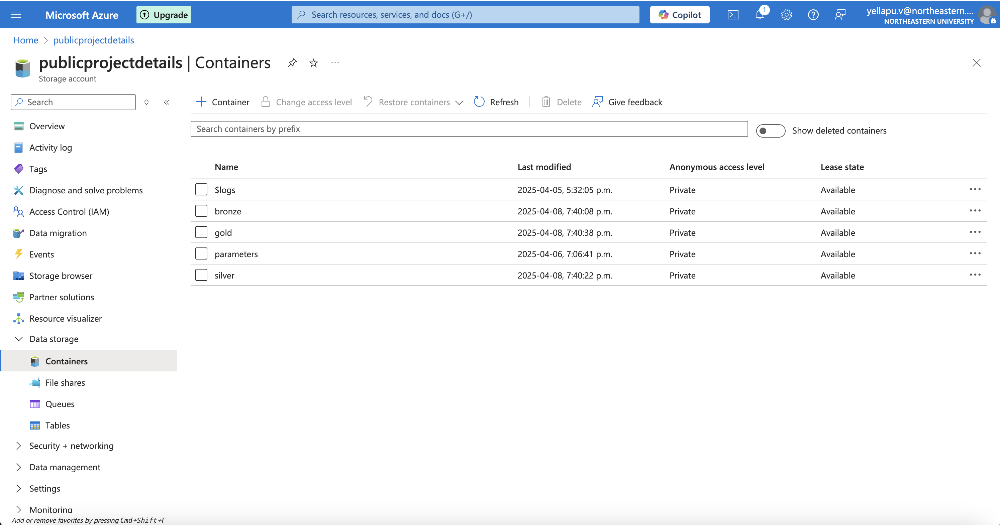 Microsoft Azure
Upgrade
Search resources, services, and docs (G+/)
Copilot
1
yellapu.v@northeastern....
NORTHEASTERN UNIVERSITY
Home > publicprojectdetails
publicprojectdetails | Containers
Storage account
Search
Container
Change access level
Restore containers
Refresh
Delete
Give feedback
Search containers by prefix
Show deleted containers
Overview
Activity log
Tags
Diagnose and solve problems
Access Control (IAM)
Data migration
Events
Storage browser
Partner solutions
Resource visualizer
Data storage
Containers
File shares
Queues
Tables
Security + networking
Data management
Settings
Monitoring
Add or remove favorites by pressing Cmd+Shift+F
Name Last modified Anonymous access level Lease state
$logs 2025-04-05, 5:32:05 p.m. Private Available
bronze 2025-04-08, 7:40:08 p.m. Private Available
gold 2025-04-08, 7:40:38 p.m. Private Available
parameters 2025-04-06, 7:06:41 p.m. Private Available
silver 2025-04-08, 7:40:22 p.m. Private Available